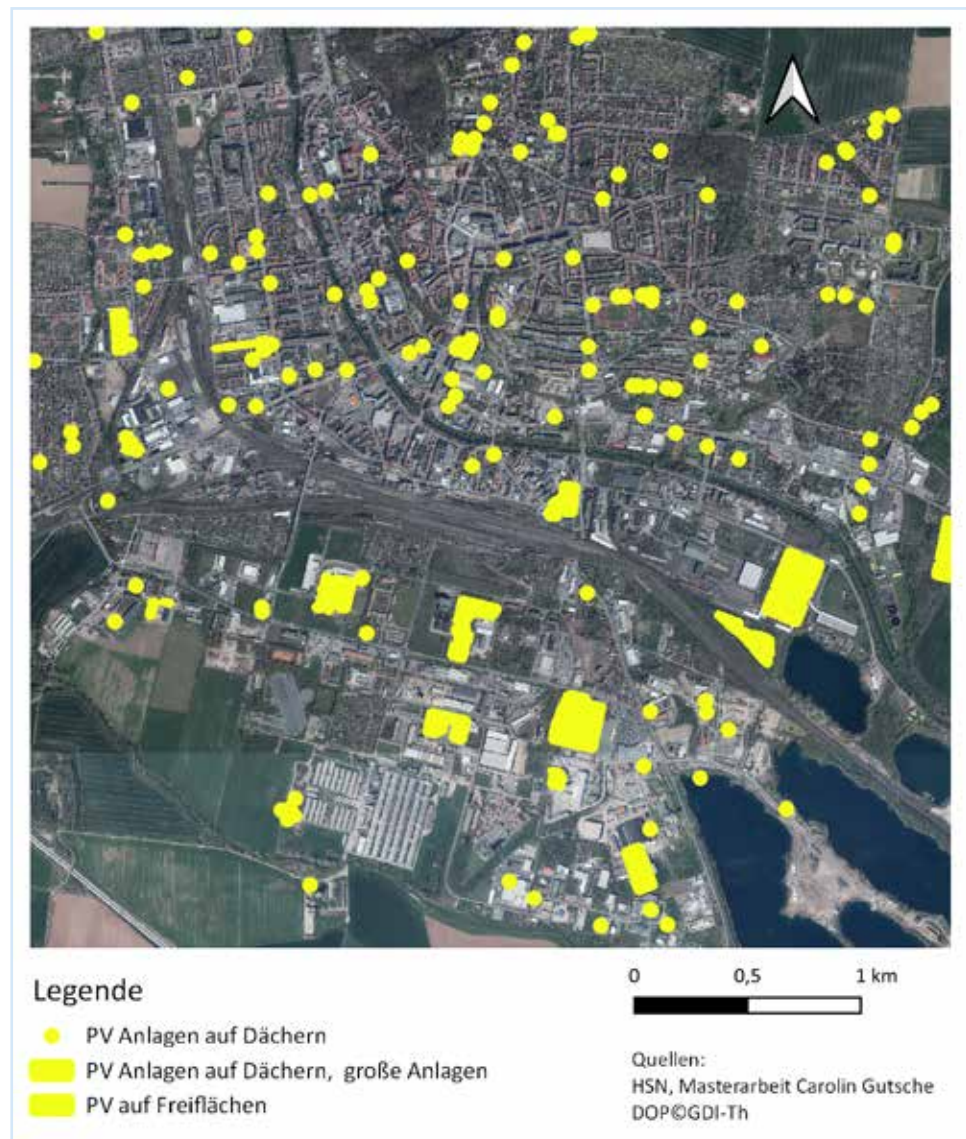 Legende
PV Anlagen auf Dächern
PV Anlagen auf Dächern, große Anlagen
PV auf Freiflächen
0 0,5 1 km
Quellen:
HSN, Masterarbeit Carolin Gutsche
DOP©GDI-Th